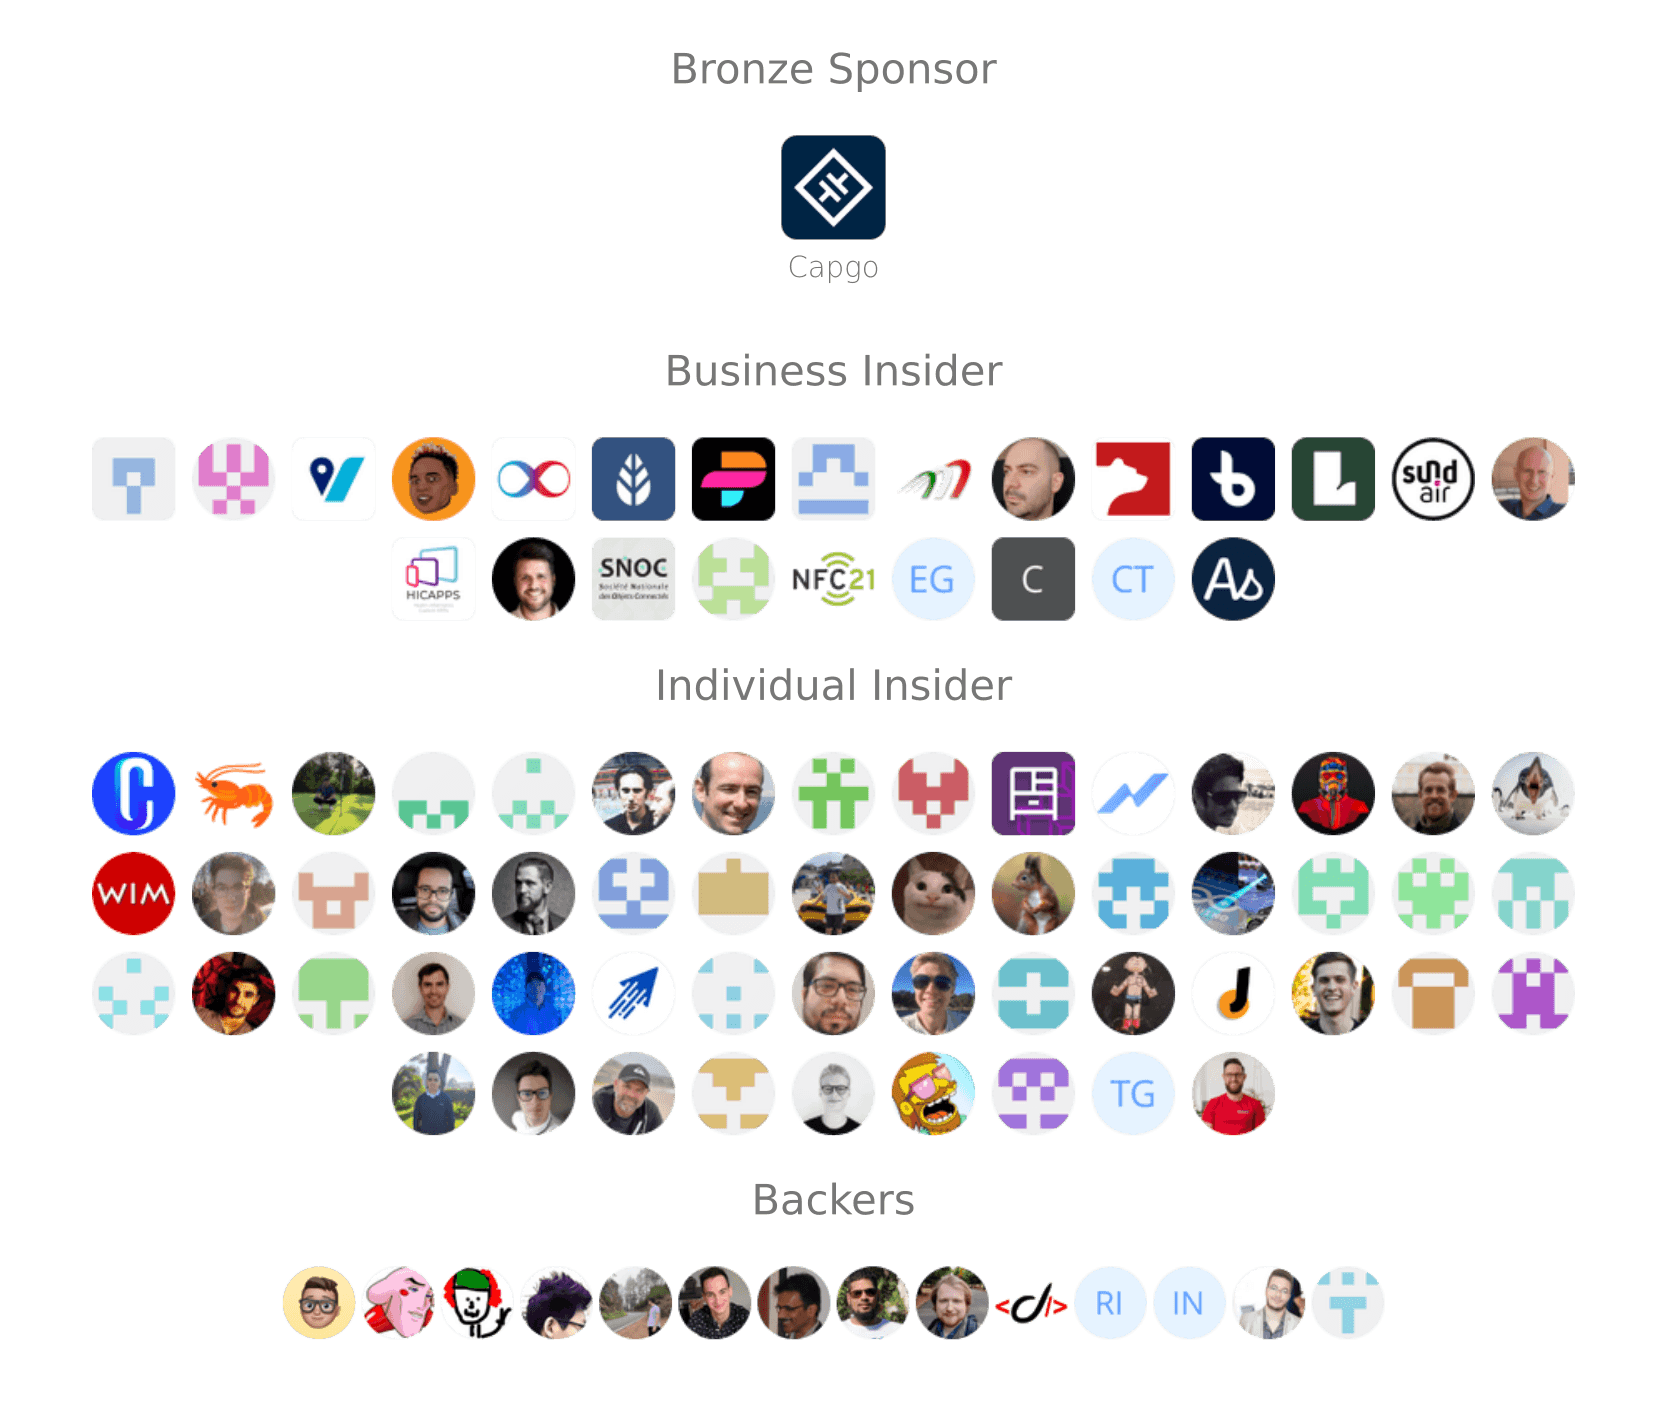 Bronze Sponsor
Capgo
Business Insider
sund
air
HICAPPS
SNOC
Société Nationale
des Objets Connectés
NFC21
EG
C
CT
As
Individual Insider
WIM
TG
Backers
RI
IN